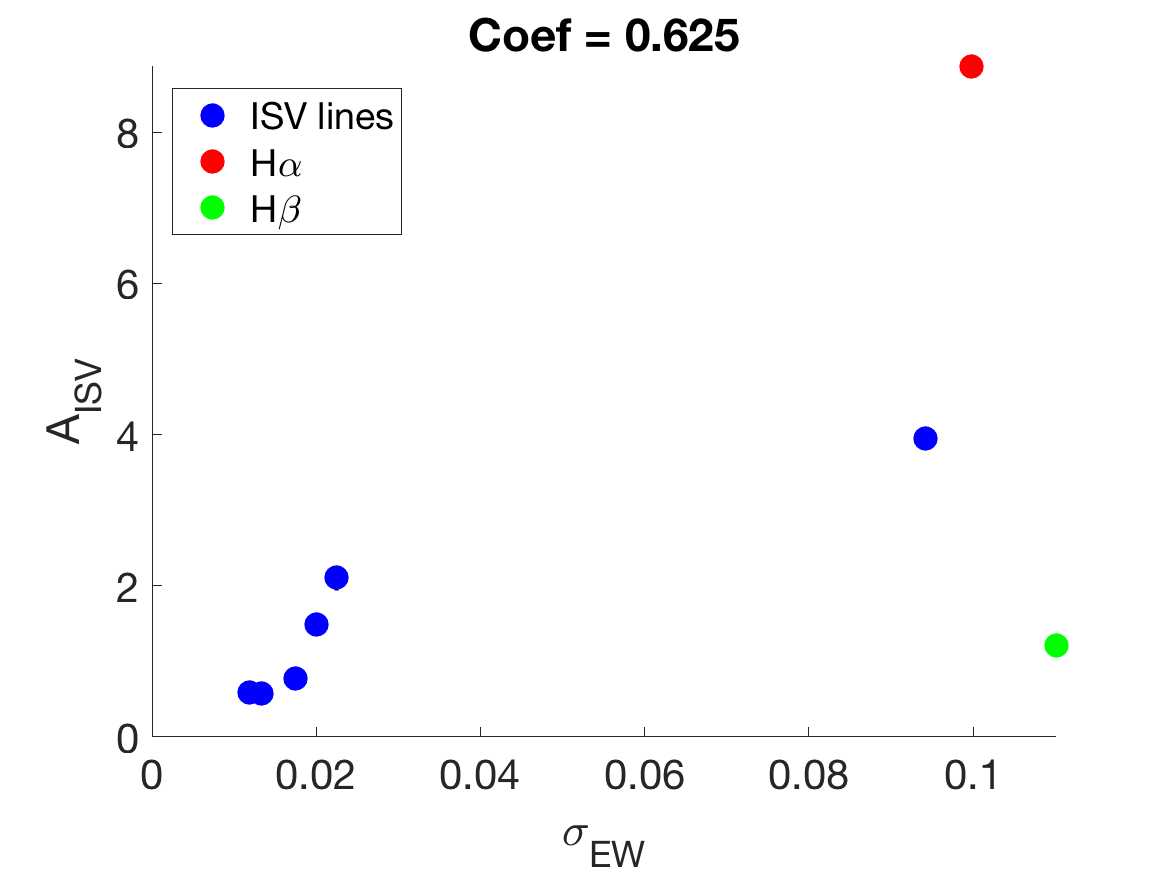 Coef = 0.625
ISV lines
Hα
Hβ
8
6
4
2
0
A_ISV
0
0.02
0.04
0.06
0.08
0.1
σ_EW